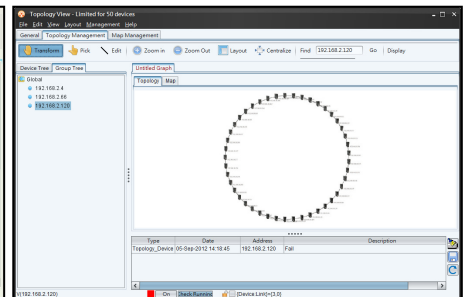 Topology View - Limited for 50 devices
File Edit View Layout Management Help
General Topology Management Map Management
Transform Pick Edit Zoom in Zoom Out Layout Centralize Find 192.168.2.120 Go Display
Device Tree Group Tree
Untitled Graph
Global
192.168.2.4
192.168.2.66
192.168.2.120
Topology Map
Type Date Address Description
Topology_Device 05-Sep-2012 14:18:45 192.168.2.120 Fail
V(192.168.2.120) On Check Running [Device:Link]=[3,0]